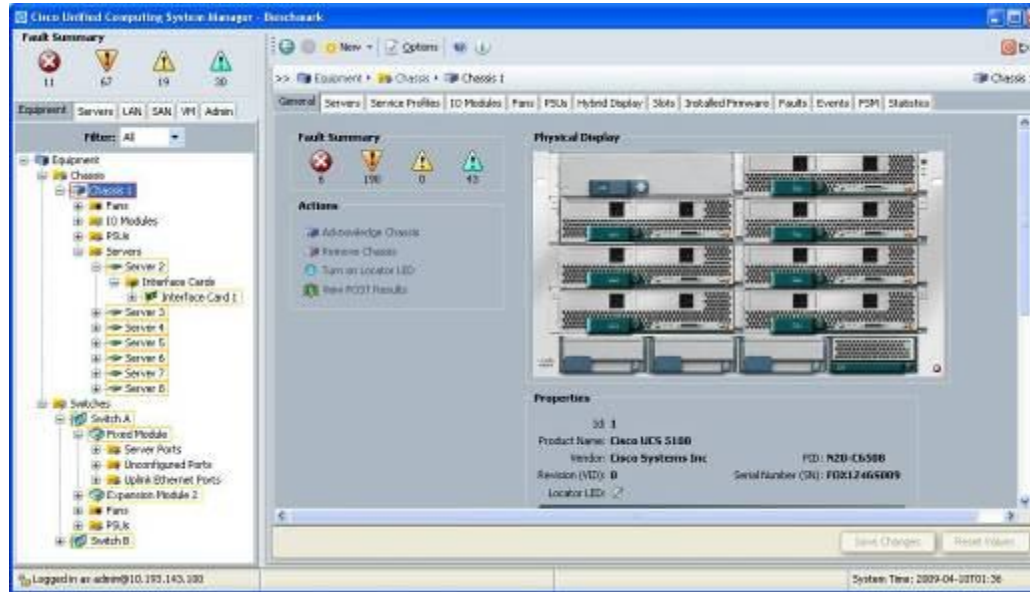 Cisco Unified Computing System Manager - Benchmark
Fault Summary
11 67 19 30
Equipment Servers LAN SAN VM Admin
Filter: All
Equipment
Chassis
Chassis 1
Fans
IO Modules
PSUs
Servers
Server 2
Interface Cards
Interface Card 1
Server 3
Server 4
Server 5
Server 6
Server 7
Server 8
Switches
Switch A
Fixed Module
Server Ports
Unconfigured Ports
Uplink Ethernet Ports
Expansion Module 2
Fans
PSUs
Switch B
New Options
>> Equipment Chassis Chassis 1
Chassis
General Servers Service Profiles IO Modules Fans PSUs Hybrid Display Slots Installed Firmware Faults Events FSM Statistics
Fault Summary
6 198 0 43
Actions
Acknowledge Chassis
Remove Chassis
Turn on Locator LED
View POST Results
Physical Display
Properties
Id: 1
Product Name: Cisco UCS 5100
Vendor: Cisco Systems Inc PID: N20-C6508
Revision (VID): 0 Serial Number (SN): FOX1246S009
Locator LED:
Save Changes Reset Values
Logged in as admin@10.193.143.100
System Time: 2009-04-10T01:36